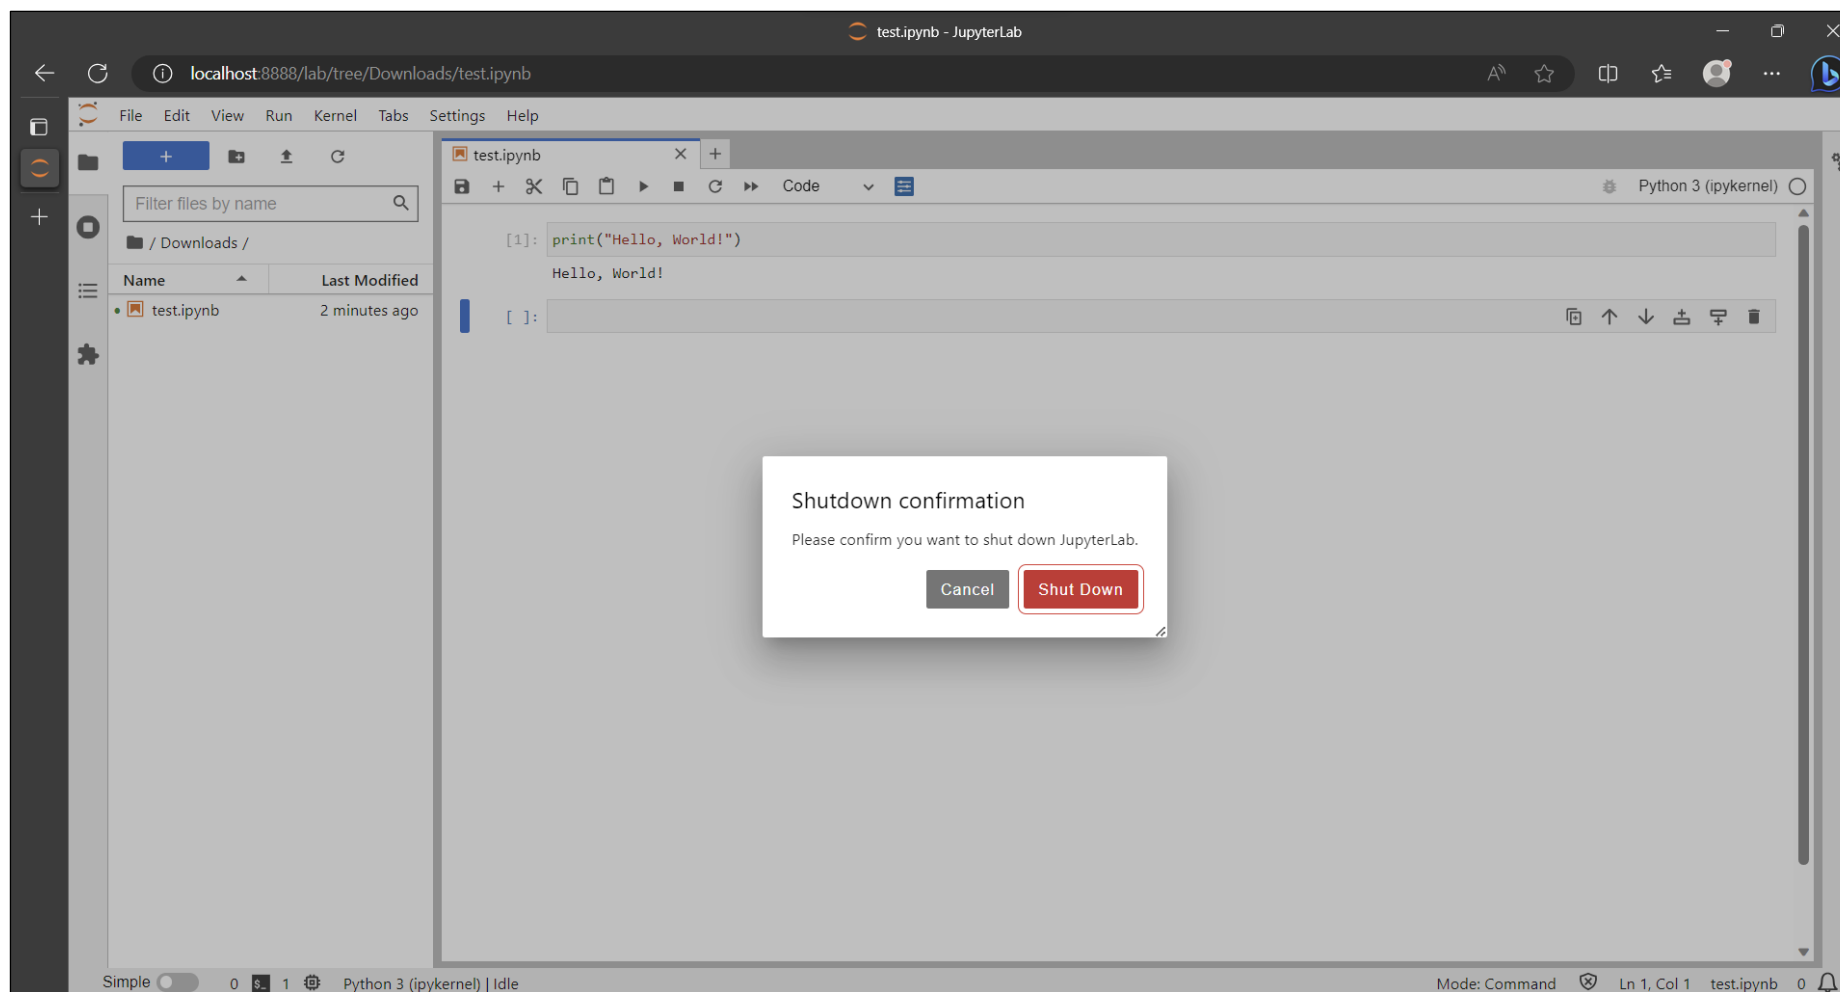 test.ipynb - JupyterLab
localhost:8888/lab/tree/Downloads/test.ipynb
File Edit View Run Kernel Tabs Settings Help
test.ipynb
Filter files by name
Code
Python 3 (ipykernel)
/ Downloads /
Name Last Modified
test.ipynb 2 minutes ago
[1]: print("Hello, World!")
Hello, World!
[ ]:
Shutdown confirmation
Please confirm you want to shut down JupyterLab.
Cancel Shut Down
Simple 0 $_ 1 Python 3 (ipykernel) | Idle Mode: Command Ln 1, Col 1 test.ipynb 0